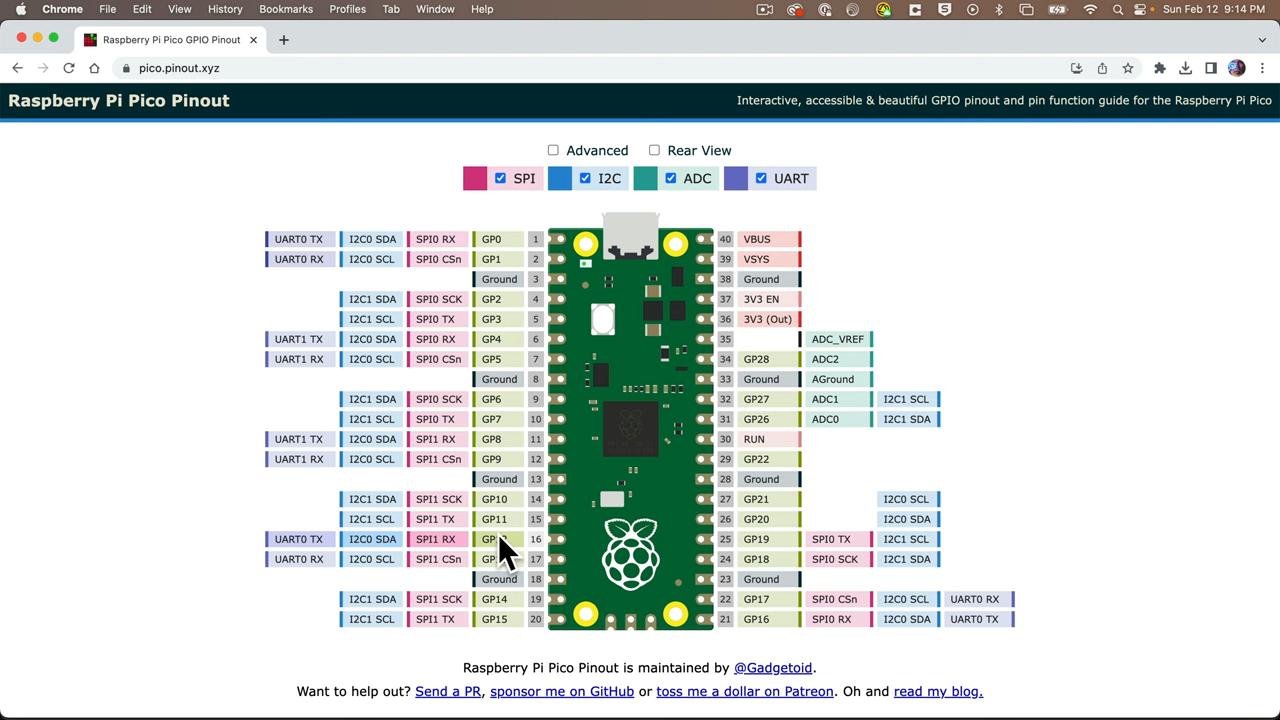 Chrome File Edit View History Bookmarks Profiles Tab Window Help Sun Feb 12 9:14 PM
Raspberry Pi Pico GPIO Pinout
pico.pinout.xyz
Raspberry Pi Pico Pinout Interactive, accessible & beautiful GPIO pinout and pin function guide for the Raspberry Pi Pico
Advanced Rear View
SPI I2C ADC UART
UART0 TX I2C0 SDA SPI0 RX GP0 1 40 VBUS
UART0 RX I2C0 SCL SPI0 CSn GP1 2 39 VSYS
Ground 3 38 Ground
I2C1 SDA SPI0 SCK GP2 4 37 3V3 EN
I2C1 SCL SPI0 TX GP3 5 36 3V3 (Out)
UART1 TX I2C0 SDA SPI0 RX GP4 6 35 ADC_VREF
UART1 RX I2C0 SCL SPI0 CSn GP5 7 34 GP28 ADC2
Ground 8 33 Ground AGround
I2C1 SDA SPI0 SCK GP6 9 32 GP27 ADC1 I2C1 SCL
I2C1 SCL SPI0 TX GP7 10 31 GP26 ADC0 I2C1 SDA
UART1 TX I2C0 SDA SPI1 RX GP8 11 30 RUN
UART1 RX I2C0 SCL SPI1 CSn GP9 12 29 GP22
Ground 13 28 Ground
I2C1 SDA SPI1 SCK GP10 14 27 GP21 I2C0 SCL
I2C1 SCL SPI1 TX GP11 15 26 GP20 I2C0 SDA
UART0 TX I2C0 SDA SPI1 RX 16 25 GP19 SPI0 TX I2C1 SCL
UART0 RX I2C0 SCL SPI1 CSn 17 24 GP18 SPI0 SCK I2C1 SDA
Ground 18 23 Ground
I2C1 SDA SPI1 SCK GP14 19 22 GP17 SPI0 CSn I2C0 SCL UART0 RX
I2C1 SCL SPI1 TX GP15 20 21 GP16 SPI0 RX I2C0 SDA UART0 TX
Raspberry Pi Pico Pinout is maintained by @Gadgetoid.
Want to help out? Send a PR, sponsor me on GitHub or toss me a dollar on Patreon. Oh and read my blog.